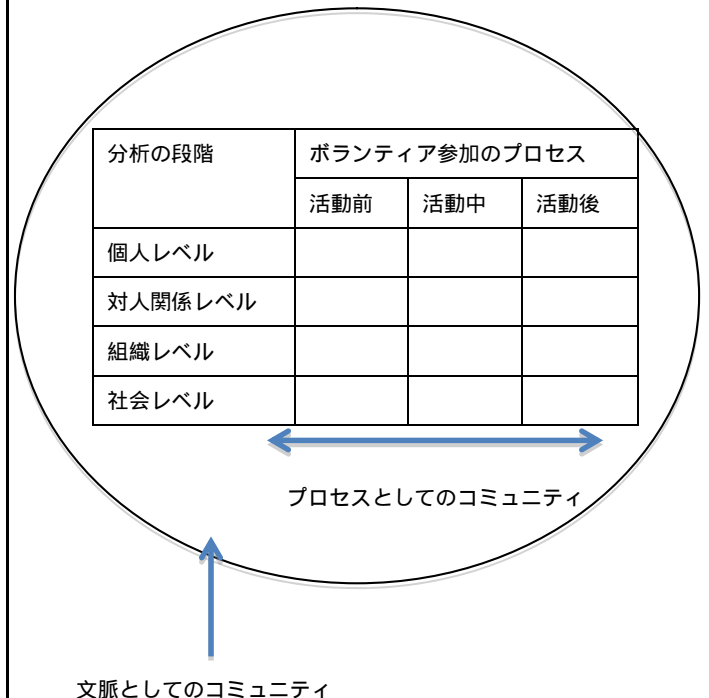 分析の段階 ボランティア参加のプロセス
活動前 活動中 活動後
個人レベル
対人関係レベル
組織レベル
社会レベル
プロセスとしてのコミュニティ
文脈としてのコミュニティ